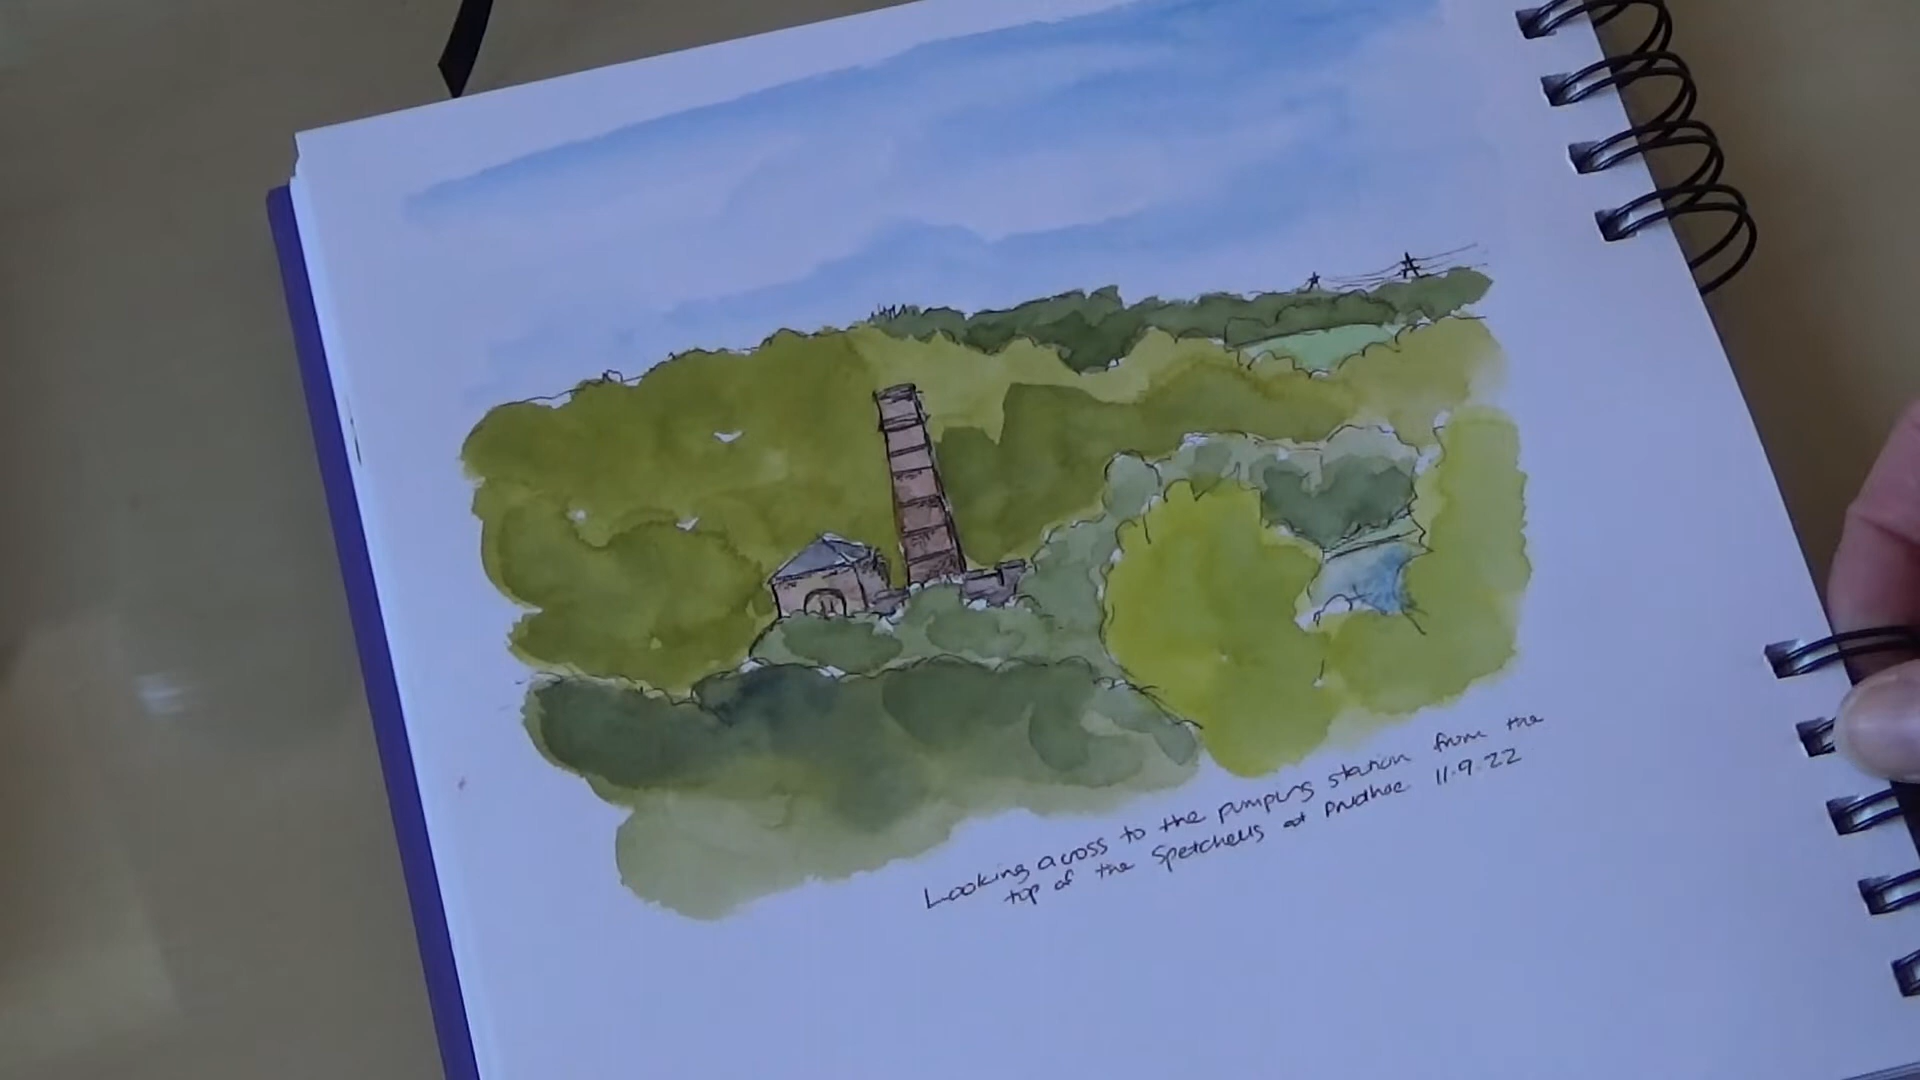 Looking across to the pumping station from the
top of the Spetchells at Prudhoe 11.9.22